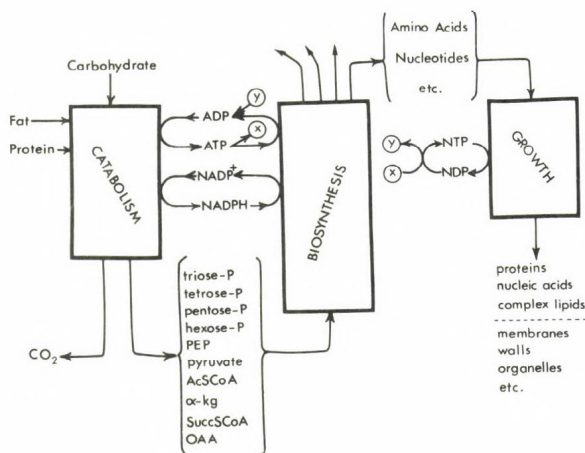 Carbohydrate
Fat
Protein
CATABOLISM
ADP
Y
X
ATP
NADP+
NADPH
BIOSYNTHESIS
Amino Acids
Nucleotides
etc.
Y
NTP
X
NDP
GROWTH
proteins
nucleic acids
complex lipids
membranes
walls
organelles
etc.
CO2
triose-P
tetrose-P
pentose-P
hexose-P
PEP
pyruvate
AcSCoA
α-kg
SuccSCoA
OAA